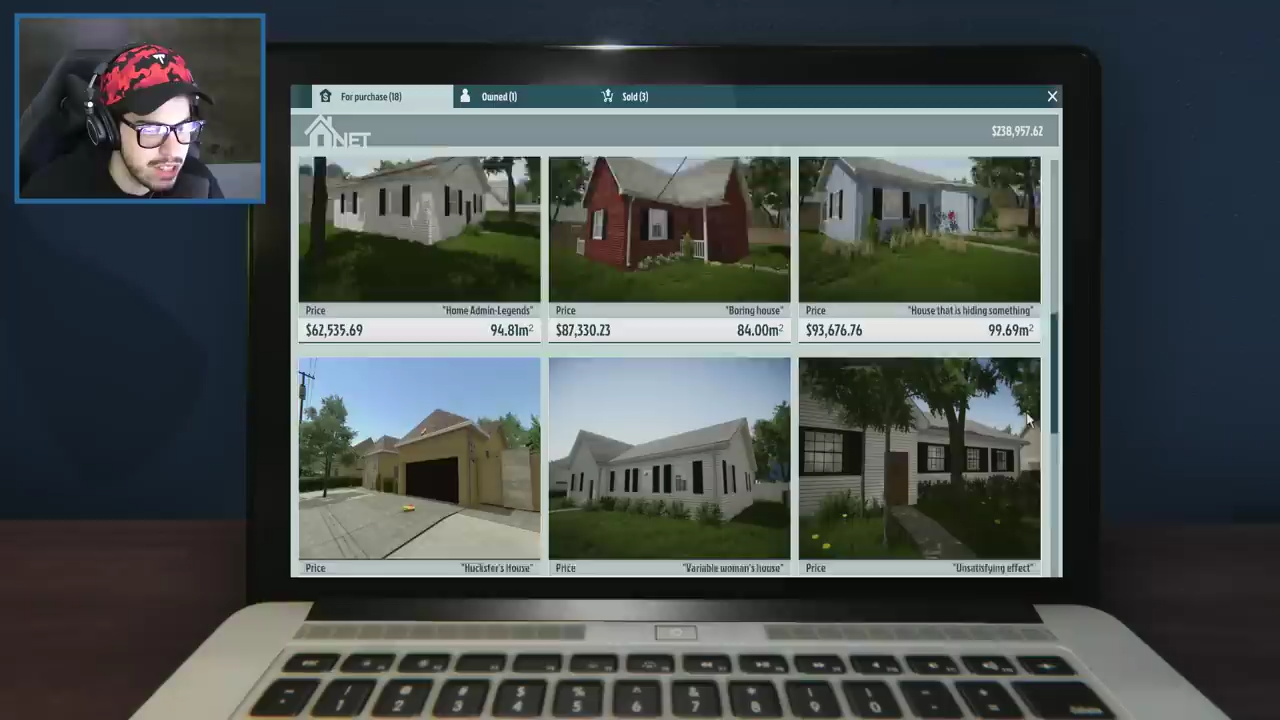 For purchase (18)
Owned (1)
Sold (3)
NET
$238,957.62
Price "Home Admin-Legends"
$62,535.69 94.81m²
Price "Boring house"
$87,330.23 84.00m²
Price "House that is hiding something"
$93,676.76 99.69m²
Price "Huckster's House"
Price "Variable woman's house"
Price "Unsatisfying effect"